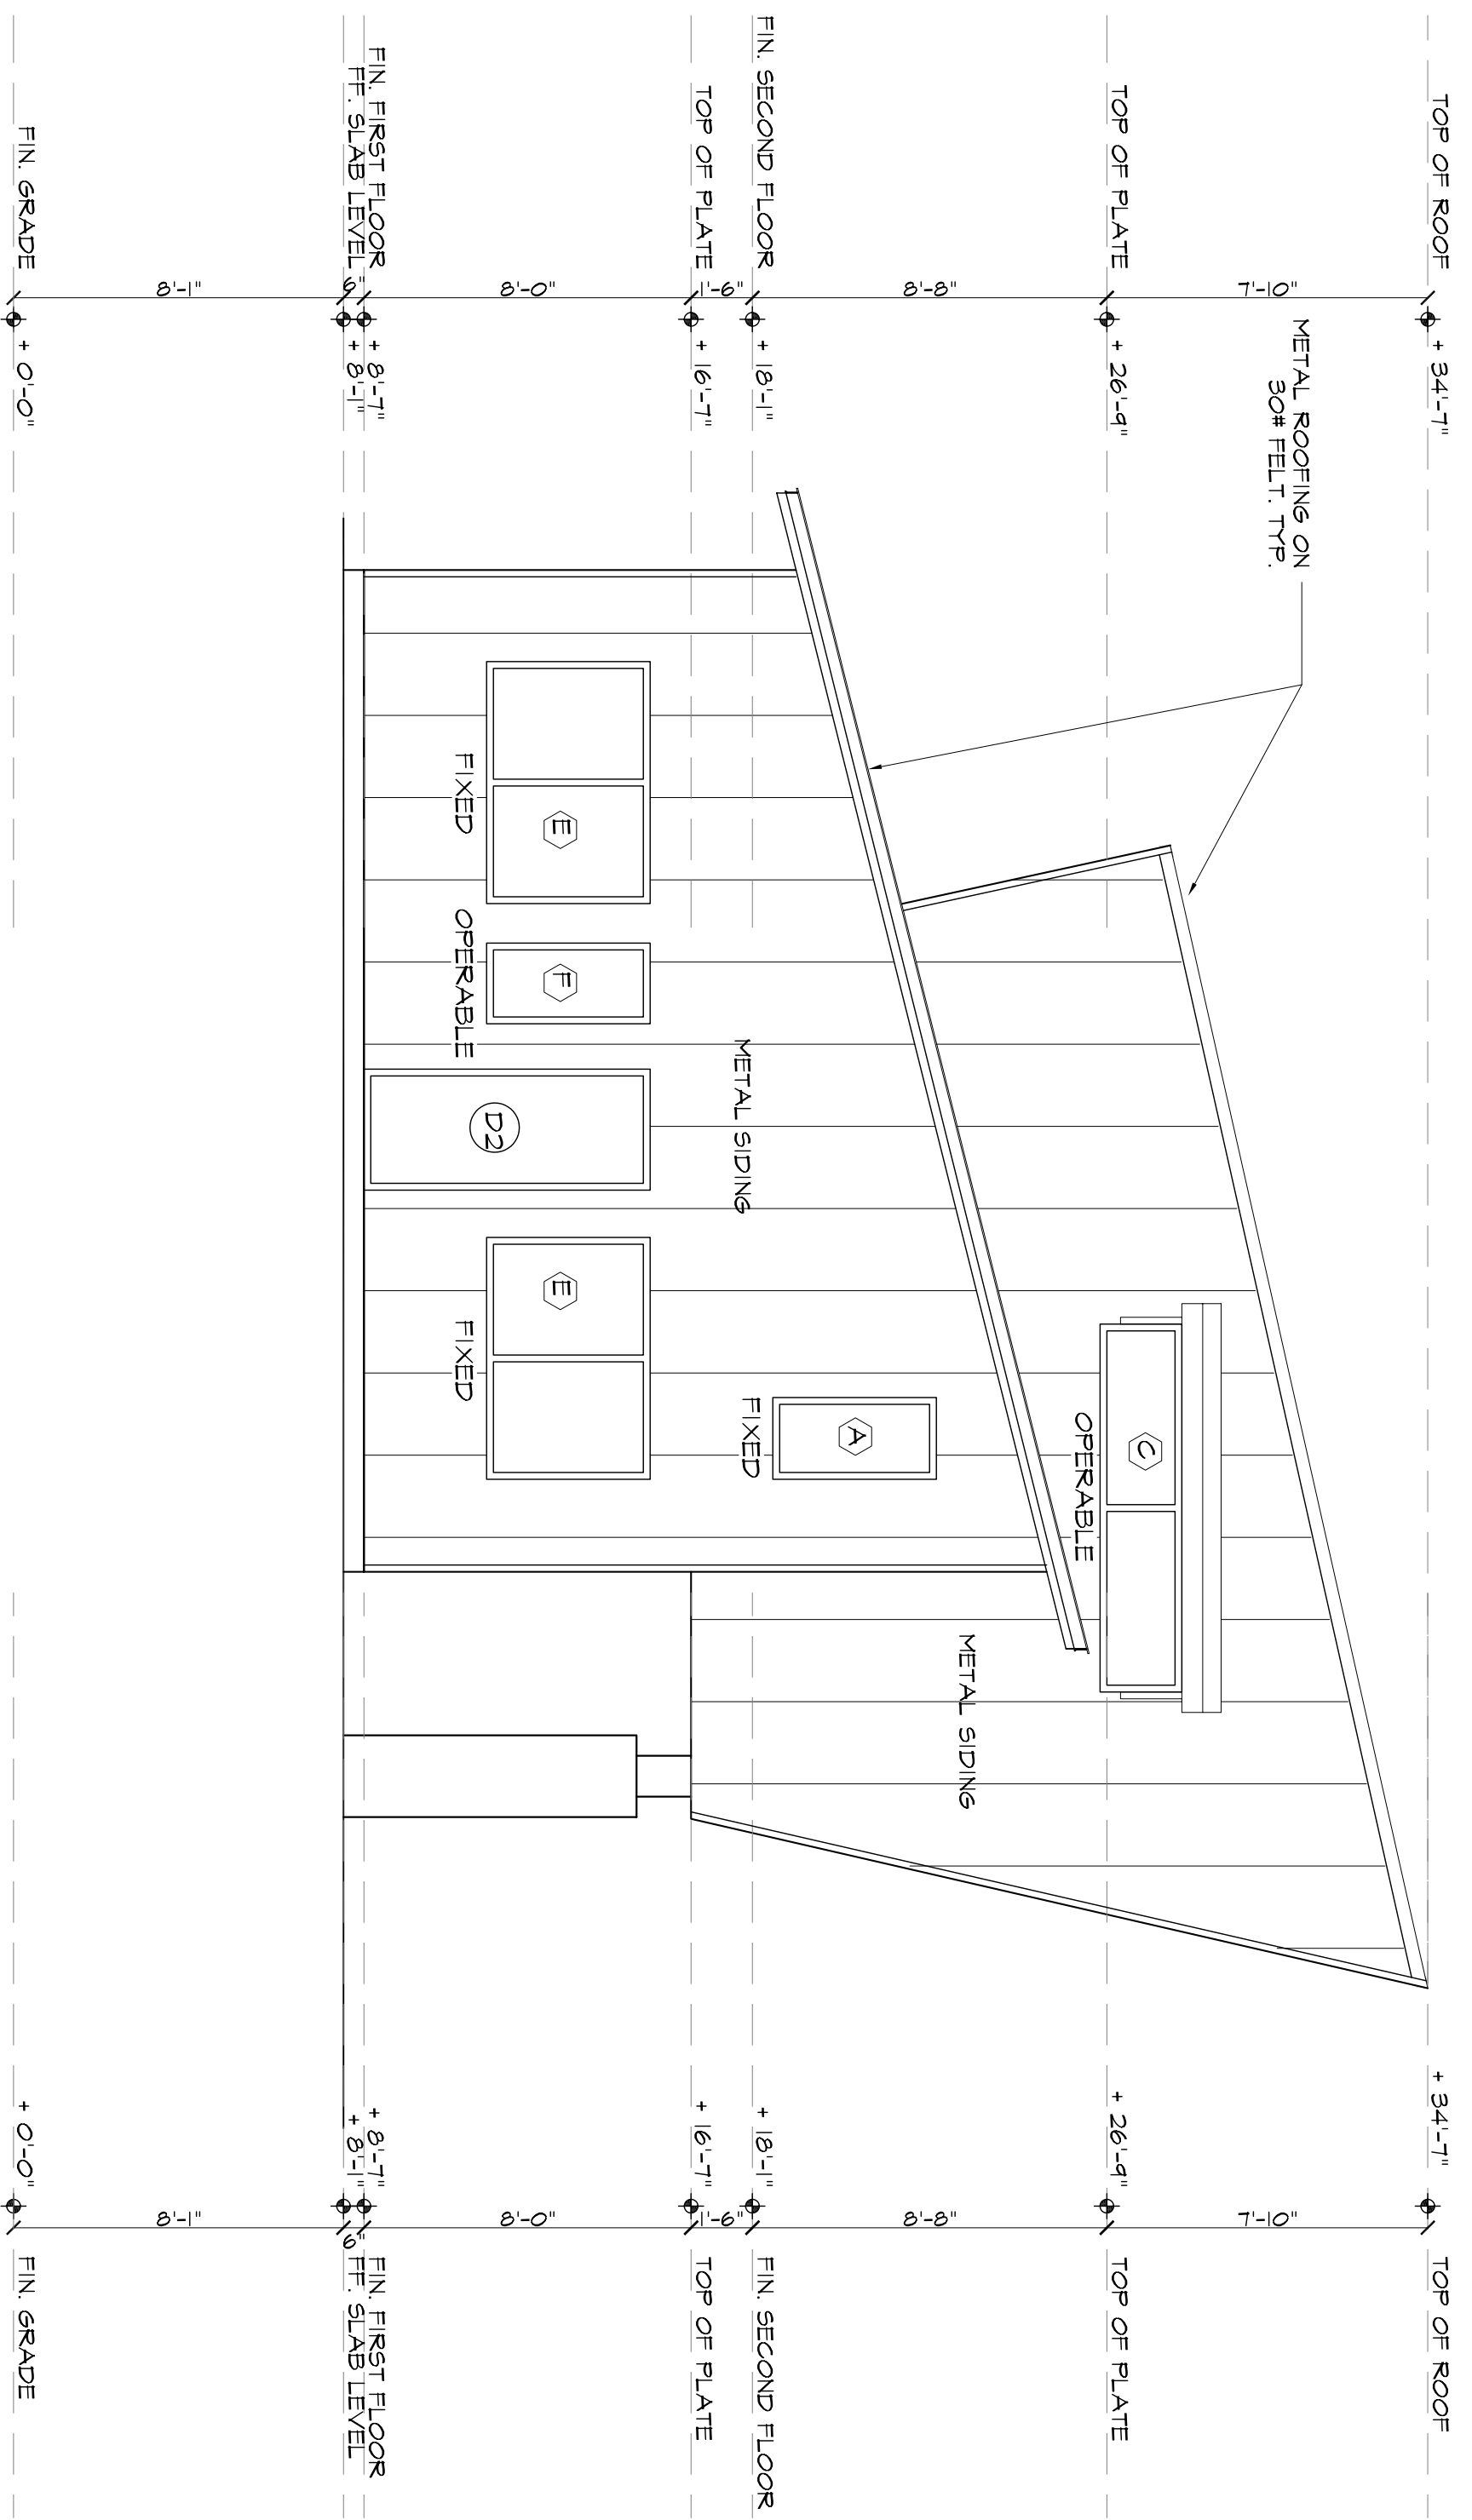 TOP OF ROOF
+ 34'-7"
+ 34'-7"
TOP OF ROOF
7'-10"
7'-10"
METAL ROOFING ON
30# FELT. TYP.
TOP OF PLATE
+ 26'-9"
+ 26'-9"
TOP OF PLATE
C
OPERABLE
8'-8"
8'-8"
METAL SIDING
A
FIXED
METAL SIDING
FIN. SECOND FLOOR
+ 18'-1"
+ 18'-1"
FIN. SECOND FLOOR
1'-6"
1'-6"
TOP OF PLATE
+ 16'-7"
+ 16'-7"
TOP OF PLATE
8'-0"
8'-0"
E
F
D2
E
FIXED
OPERABLE
FIXED
FIN. FIRST FLOOR
+ 8'-7"
+ 8'-7"
FIN. FIRST FLOOR
6"
6"
FF. SLAB LEVEL
+ 8'-1"
+ 8'-1"
FF. SLAB LEVEL
8'-1"
8'-1"
FIN. GRADE
+ 0'-0"
+ 0'-0"
FIN. GRADE